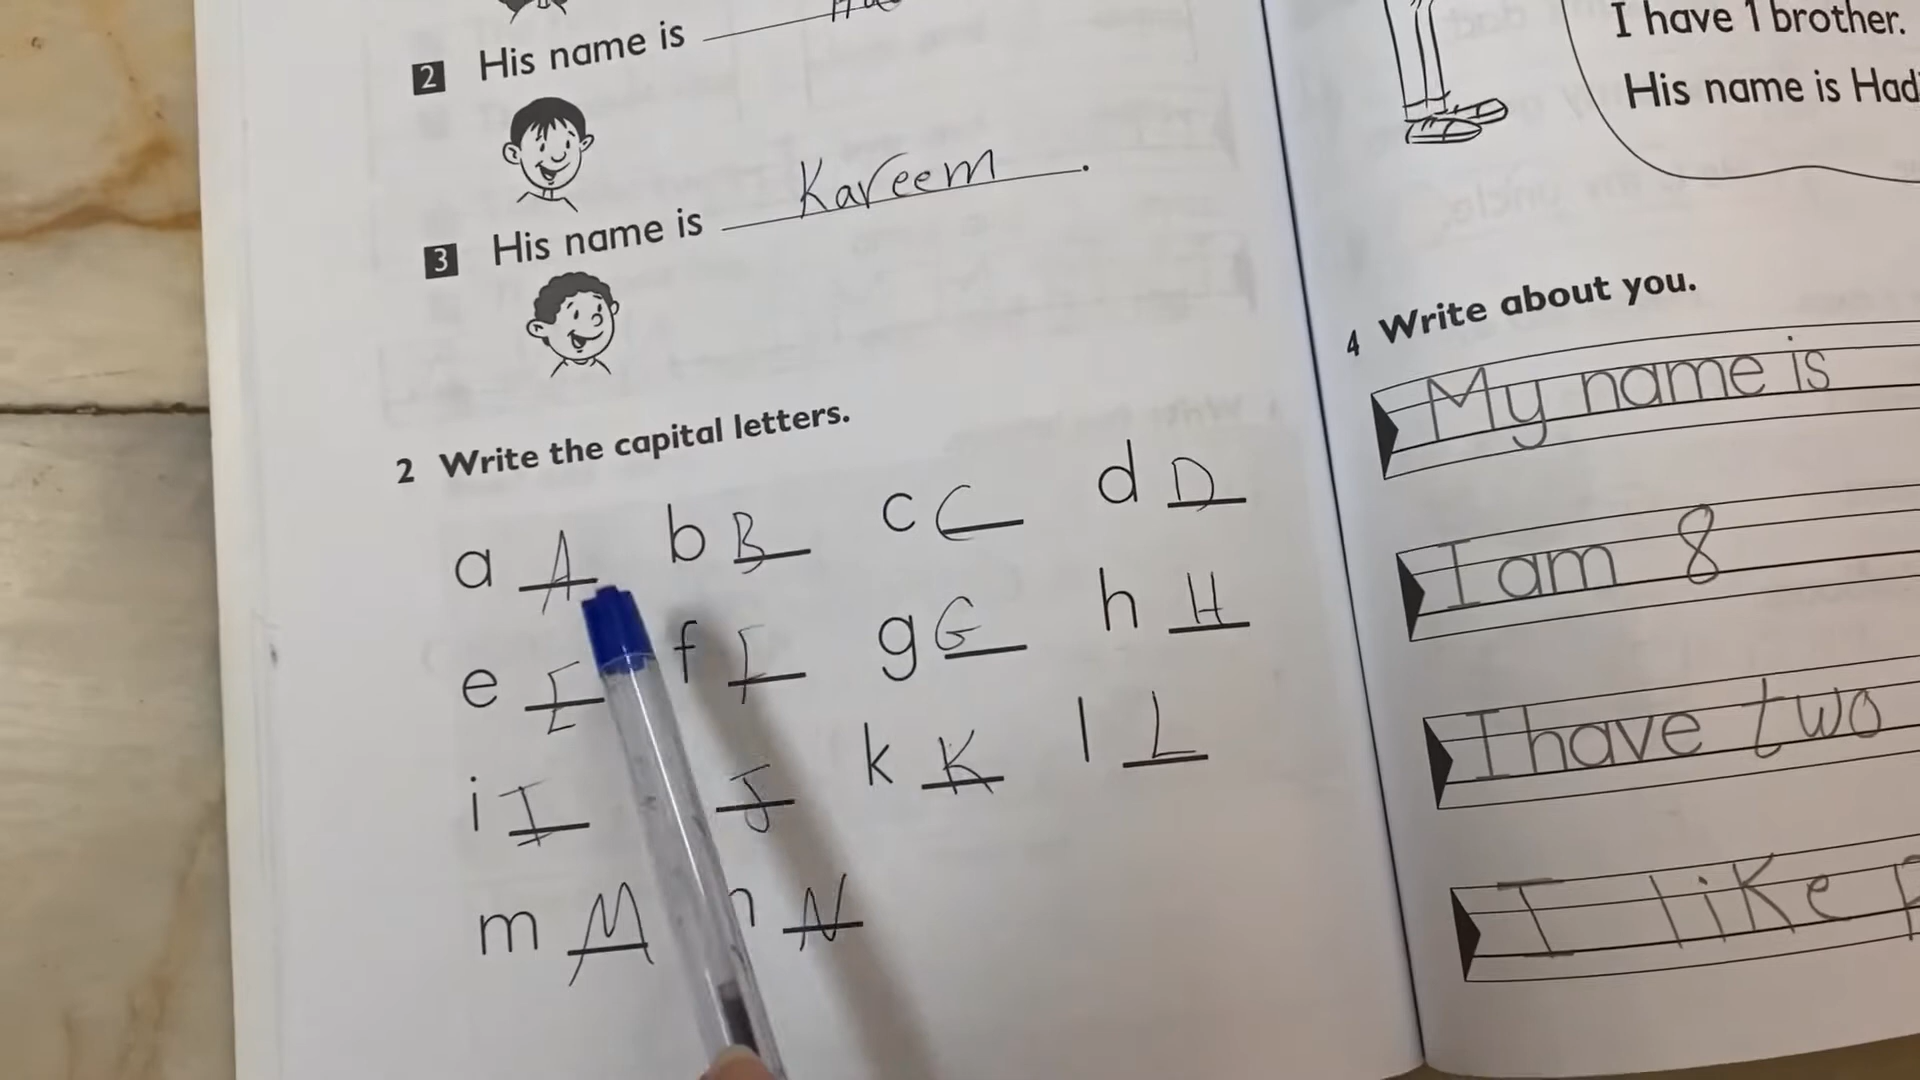 2 His name is
Kareem.
3 His name is
2 Write the capital letters.
a A b B c C d D
e E f F g G h H
i I J k K l L
m M n N
I have 1 brother.
His name is Had
4 Write about you.
My name is
I am 8
I have two
I like